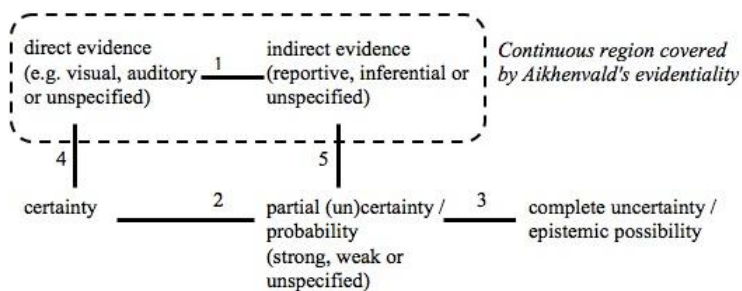 direct evidence
(e.g. visual, auditory
or unspecified)
1
indirect evidence
(reportive, inferential or
unspecified)
Continuous region covered
by Aikhenvald's evidentiality
4
5
certainty
2
partial (un)certainty /
probability
(strong, weak or
unspecified)
3
complete uncertainty /
epistemic possibility